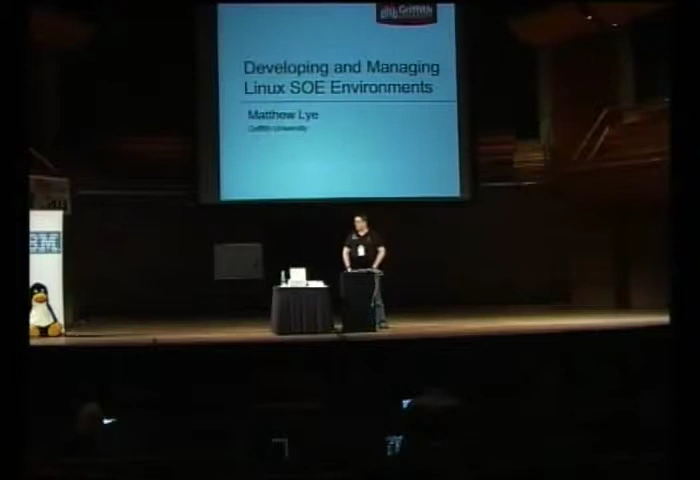 Griffith
Developing and Managing
Linux SOE Environments
Matthew Lye
Griffith University
IBM